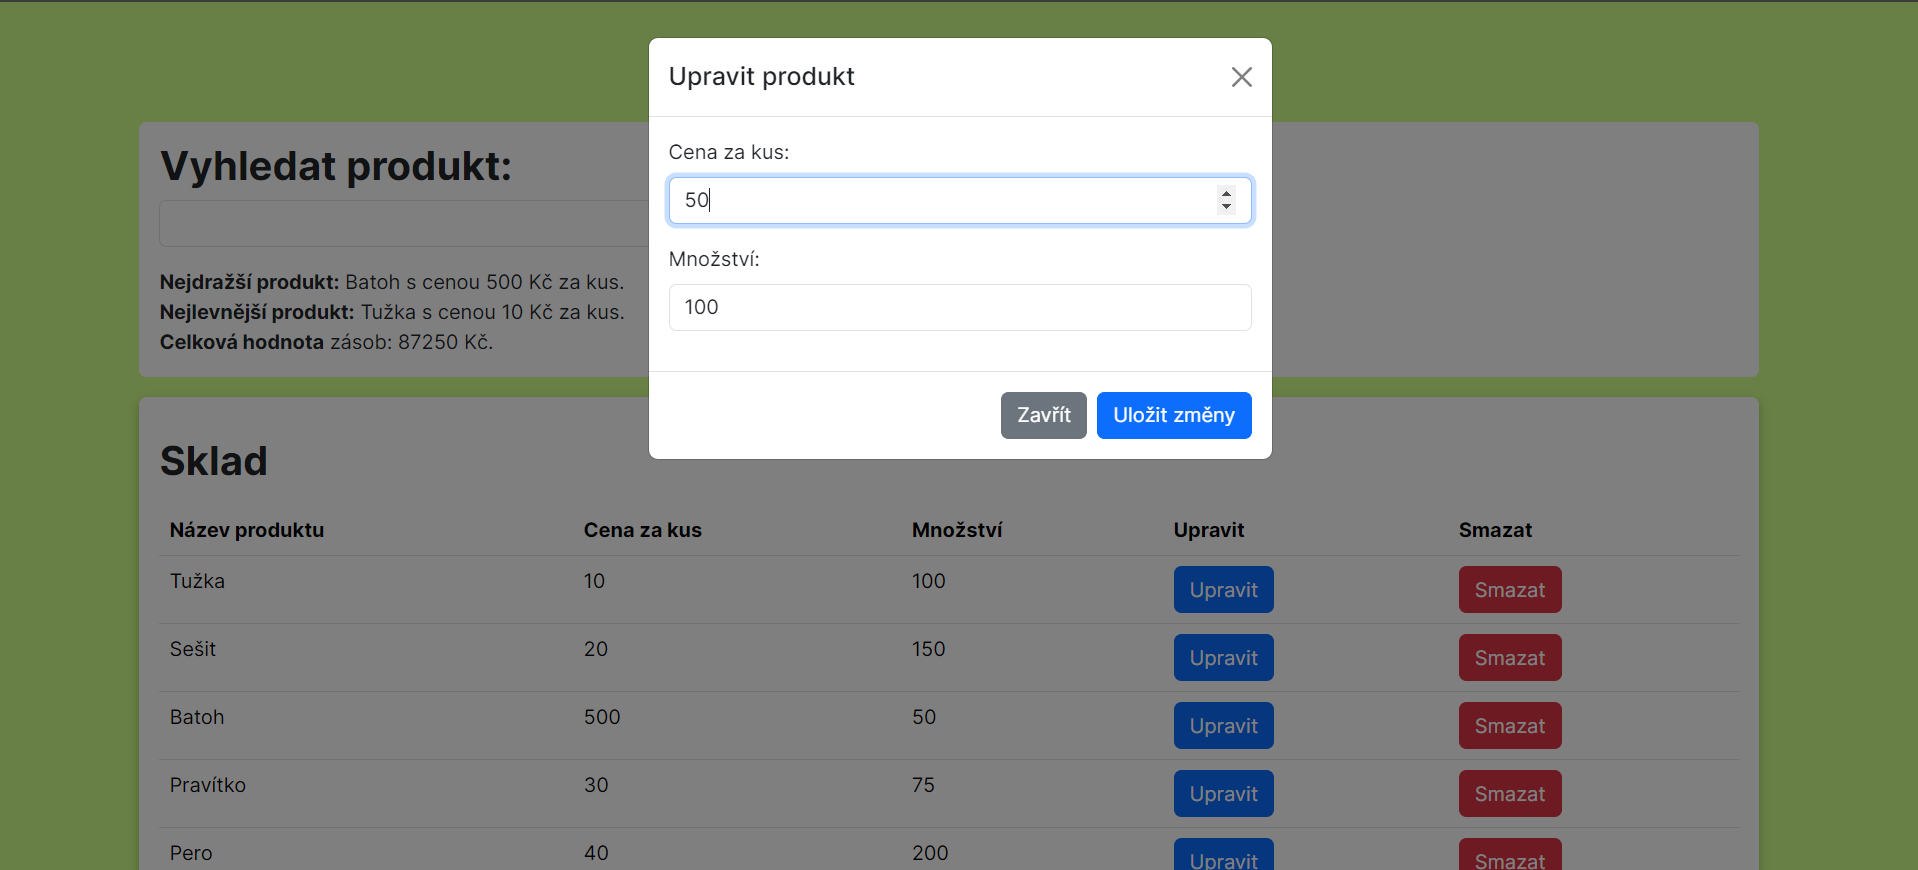 Upravit produkt
Cena za kus:
50
Množství:
100
Zavřít Uložit změny
Vyhledat produkt:
Nejdražší produkt: Batoh s cenou 500 Kč za kus.
Nejlevnější produkt: Tužka s cenou 10 Kč za kus.
Celková hodnota zásob: 87250 Kč.
Sklad
Název produktu Cena za kus Množství Upravit Smazat
Tužka 10 100 Upravit Smazat
Sešit 20 150 Upravit Smazat
Batoh 500 50 Upravit Smazat
Pravítko 30 75 Upravit Smazat
Pero 40 200 Upravit Smazat